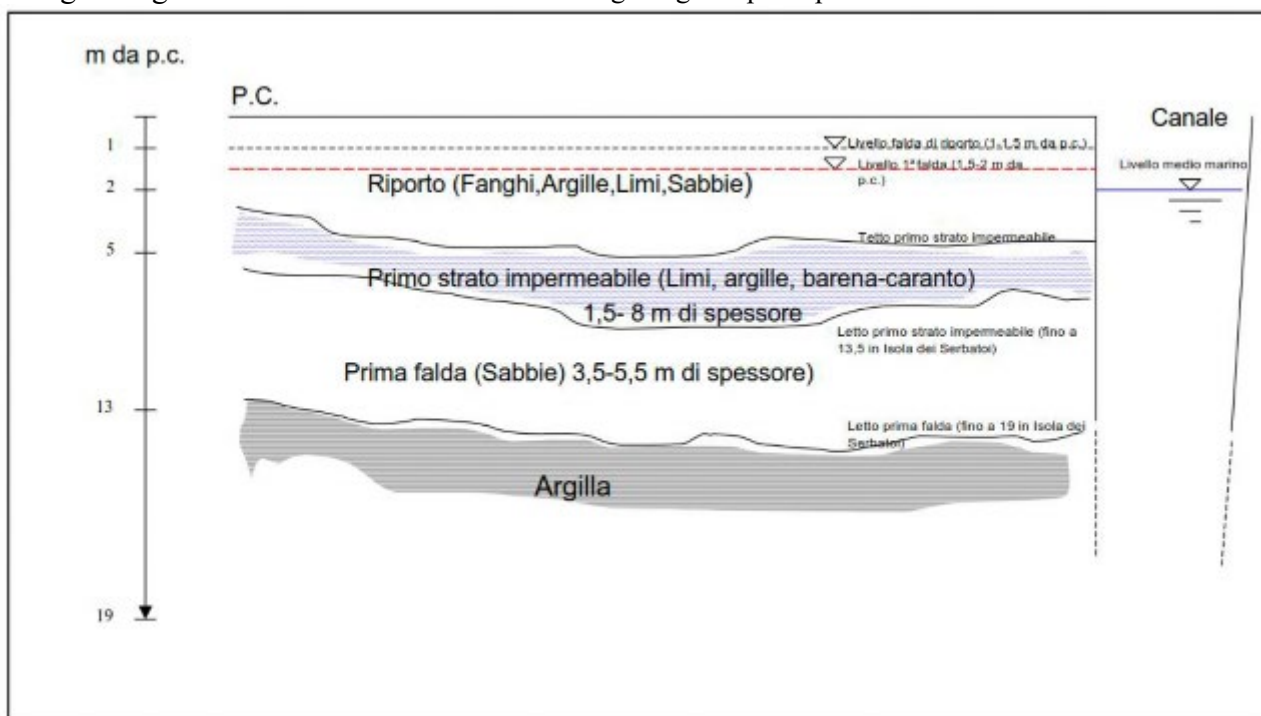 m da p.c.
P.C.
Canale
1
Livello falda di riporto (1-1,5 m da p.c.)
Livello 1ª falda (1,5-2 m da
p.c.)
Livello medio marino
2
Riporto (Fanghi,Argille,Limi,Sabbie)
Tetto primo strato impermeabile
5
Primo strato impermeabile (Limi, argille, barena-caranto)
1,5- 8 m di spessore
Letto primo strato impermeabile (fino a
13,5 in Isola dei Serbatoi)
Prima falda (Sabbie) 3,5-5,5 m di spessore)
13
Letto prima falda (fino a 19 in Isola dei
Serbatoi)
Argilla
19